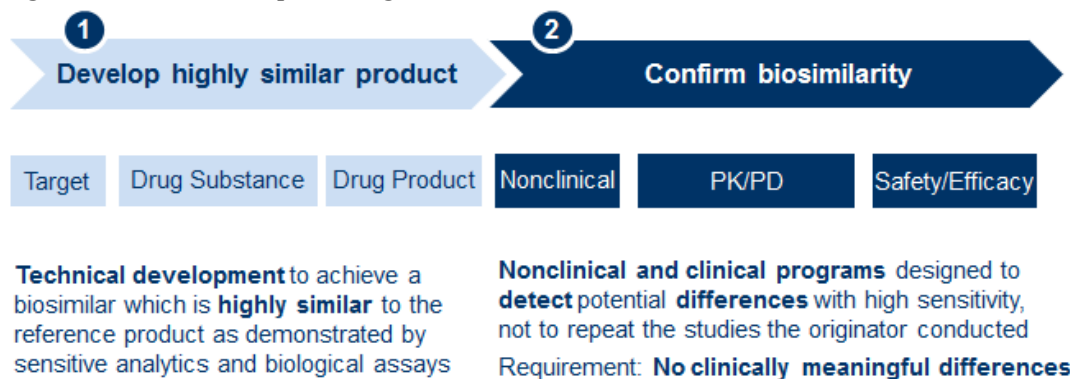 1
2
Develop highly similar product
Confirm biosimilarity
Target
Drug Substance
Drug Product
Nonclinical
PK/PD
Safety/Efficacy
Technical development to achieve a
biosimilar which is highly similar to the
reference product as demonstrated by
sensitive analytics and biological assays
Nonclinical and clinical programs designed to
detect potential differences with high sensitivity,
not to repeat the studies the originator conducted
Requirement: No clinically meaningful differences